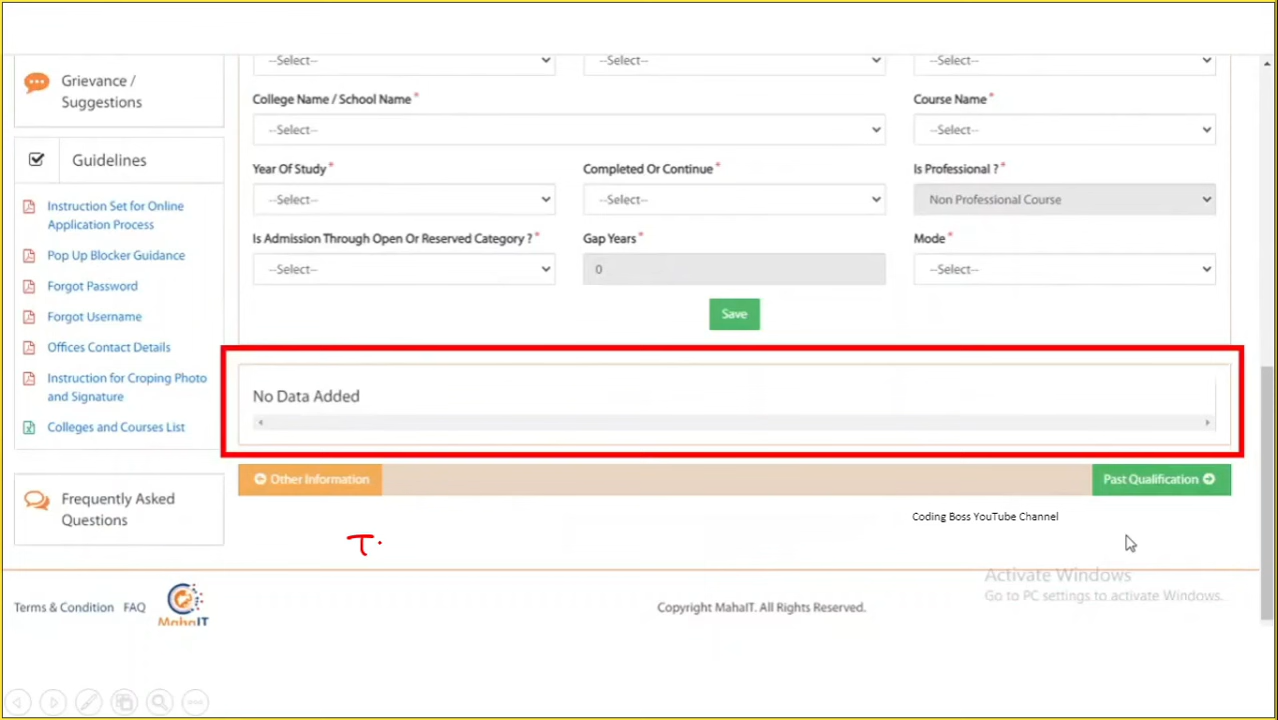 --Select-- --Select-- --Select--
Grievance /
Suggestions
College Name / School Name * Course Name *
--Select-- --Select--
Guidelines
Year Of Study * Completed Or Continue * Is Professional ? *
--Select-- --Select-- Non Professional Course
Instruction Set for Online
Application Process
Is Admission Through Open Or Reserved Category ? * Gap Years * Mode *
--Select-- 0 --Select--
Pop Up Blocker Guidance
Forgot Password
Forgot Username
Save
Offices Contact Details
Instruction for Croping Photo
and Signature
Colleges and Courses List
No Data Added
Other Information Past Qualification
Frequently Asked
Questions
Coding Boss YouTube Channel
T
Activate Windows
Go to PC settings to activate Windows.
Terms & Condition FAQ
MahaIT
Copyright MahaIT. All Rights Reserved.